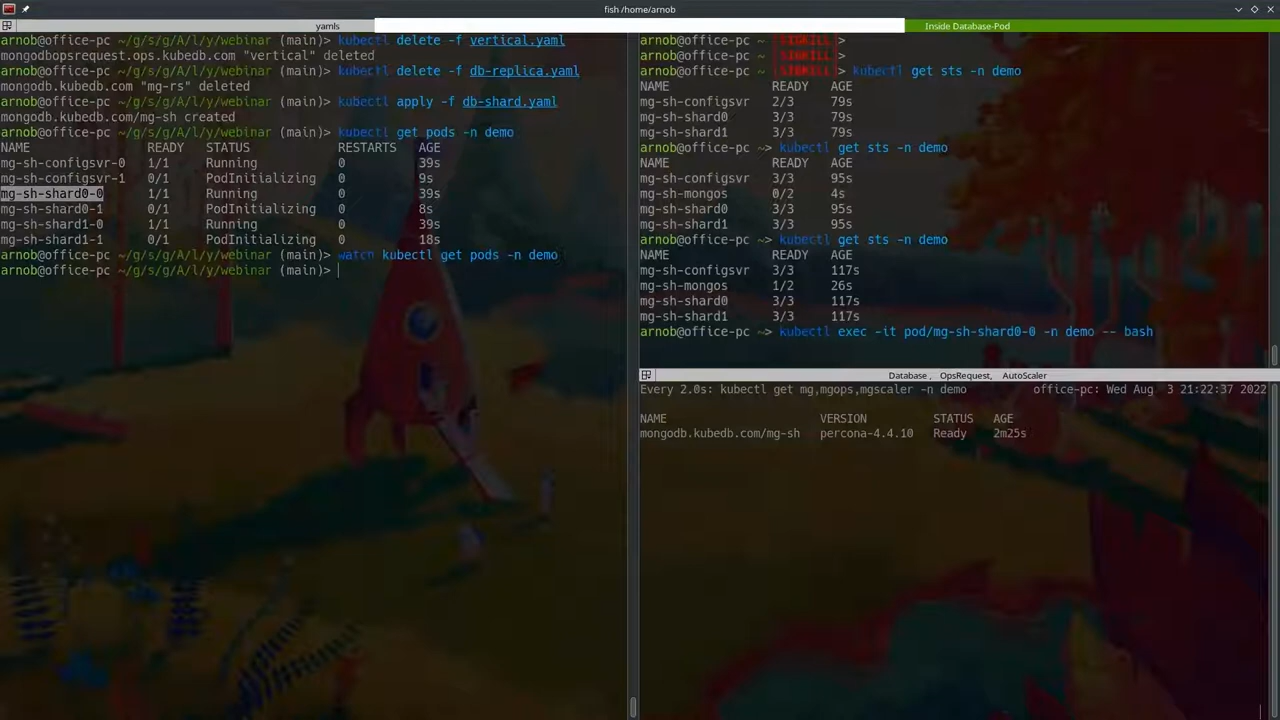 fish /home/arnob
yamls
Inside Database-Pod
arnob@office-pc ~/g/s/g/A/l/y/webinar (main)> kubectl delete -f vertical.yaml
mongodbopsrequest.ops.kubedb.com "vertical" deleted
arnob@office-pc ~/g/s/g/A/l/y/webinar (main)> kubectl delete -f db-replica.yaml
mongodb.kubedb.com "mg-rs" deleted
arnob@office-pc ~/g/s/g/A/l/y/webinar (main)> kubectl apply -f db-shard.yaml
mongodb.kubedb.com/mg-sh created
arnob@office-pc ~/g/s/g/A/l/y/webinar (main)> kubectl get pods -n demo
NAME READY STATUS RESTARTS AGE
mg-sh-configsvr-0 1/1 Running 0 39s
mg-sh-configsvr-1 0/1 PodInitializing 0 9s
mg-sh-shard0-0 1/1 Running 0 39s
mg-sh-shard0-1 0/1 PodInitializing 0 8s
mg-sh-shard1-0 1/1 Running 0 39s
mg-sh-shard1-1 0/1 PodInitializing 0 18s
arnob@office-pc ~/g/s/g/A/l/y/webinar (main)> watch kubectl get pods -n demo
arnob@office-pc ~/g/s/g/A/l/y/webinar (main)>
arnob@office-pc ~ [SIGKILL]>
arnob@office-pc ~ [SIGKILL]>
arnob@office-pc ~ [SIGKILL]> kubectl get sts -n demo
NAME READY AGE
mg-sh-configsvr 2/3 79s
mg-sh-shard0 3/3 79s
mg-sh-shard1 3/3 79s
arnob@office-pc ~> kubectl get sts -n demo
NAME READY AGE
mg-sh-configsvr 3/3 95s
mg-sh-mongos 0/2 4s
mg-sh-shard0 3/3 95s
mg-sh-shard1 3/3 95s
arnob@office-pc ~> kubectl get sts -n demo
NAME READY AGE
mg-sh-configsvr 3/3 117s
mg-sh-mongos 1/2 26s
mg-sh-shard0 3/3 117s
mg-sh-shard1 3/3 117s
arnob@office-pc ~> kubectl exec -it pod/mg-sh-shard0-0 -n demo -- bash
Database , OpsRequest, AutoScaler
Every 2.0s: kubectl get mg,mgops,mgscaler -n demo office-pc: Wed Aug 3 21:22:37 2022
NAME VERSION STATUS AGE
mongodb.kubedb.com/mg-sh percona-4.4.10 Ready 2m25s